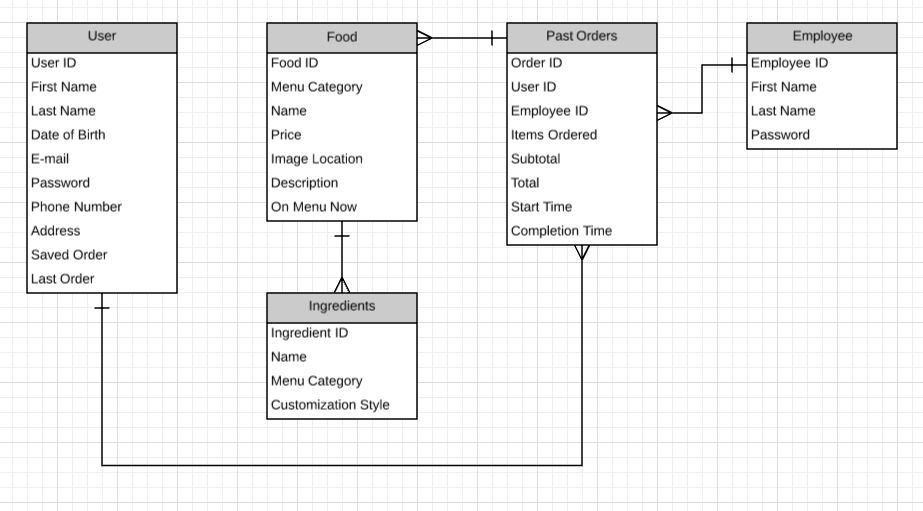 User
User ID
First Name
Last Name
Date of Birth
E-mail
Password
Phone Number
Address
Saved Order
Last Order
Food
Food ID
Menu Category
Name
Price
Image Location
Description
On Menu Now
Ingredients
Ingredient ID
Name
Menu Category
Customization Style
Past Orders
Order ID
User ID
Employee ID
Items Ordered
Subtotal
Total
Start Time
Completion Time
Employee
Employee ID
First Name
Last Name
Password